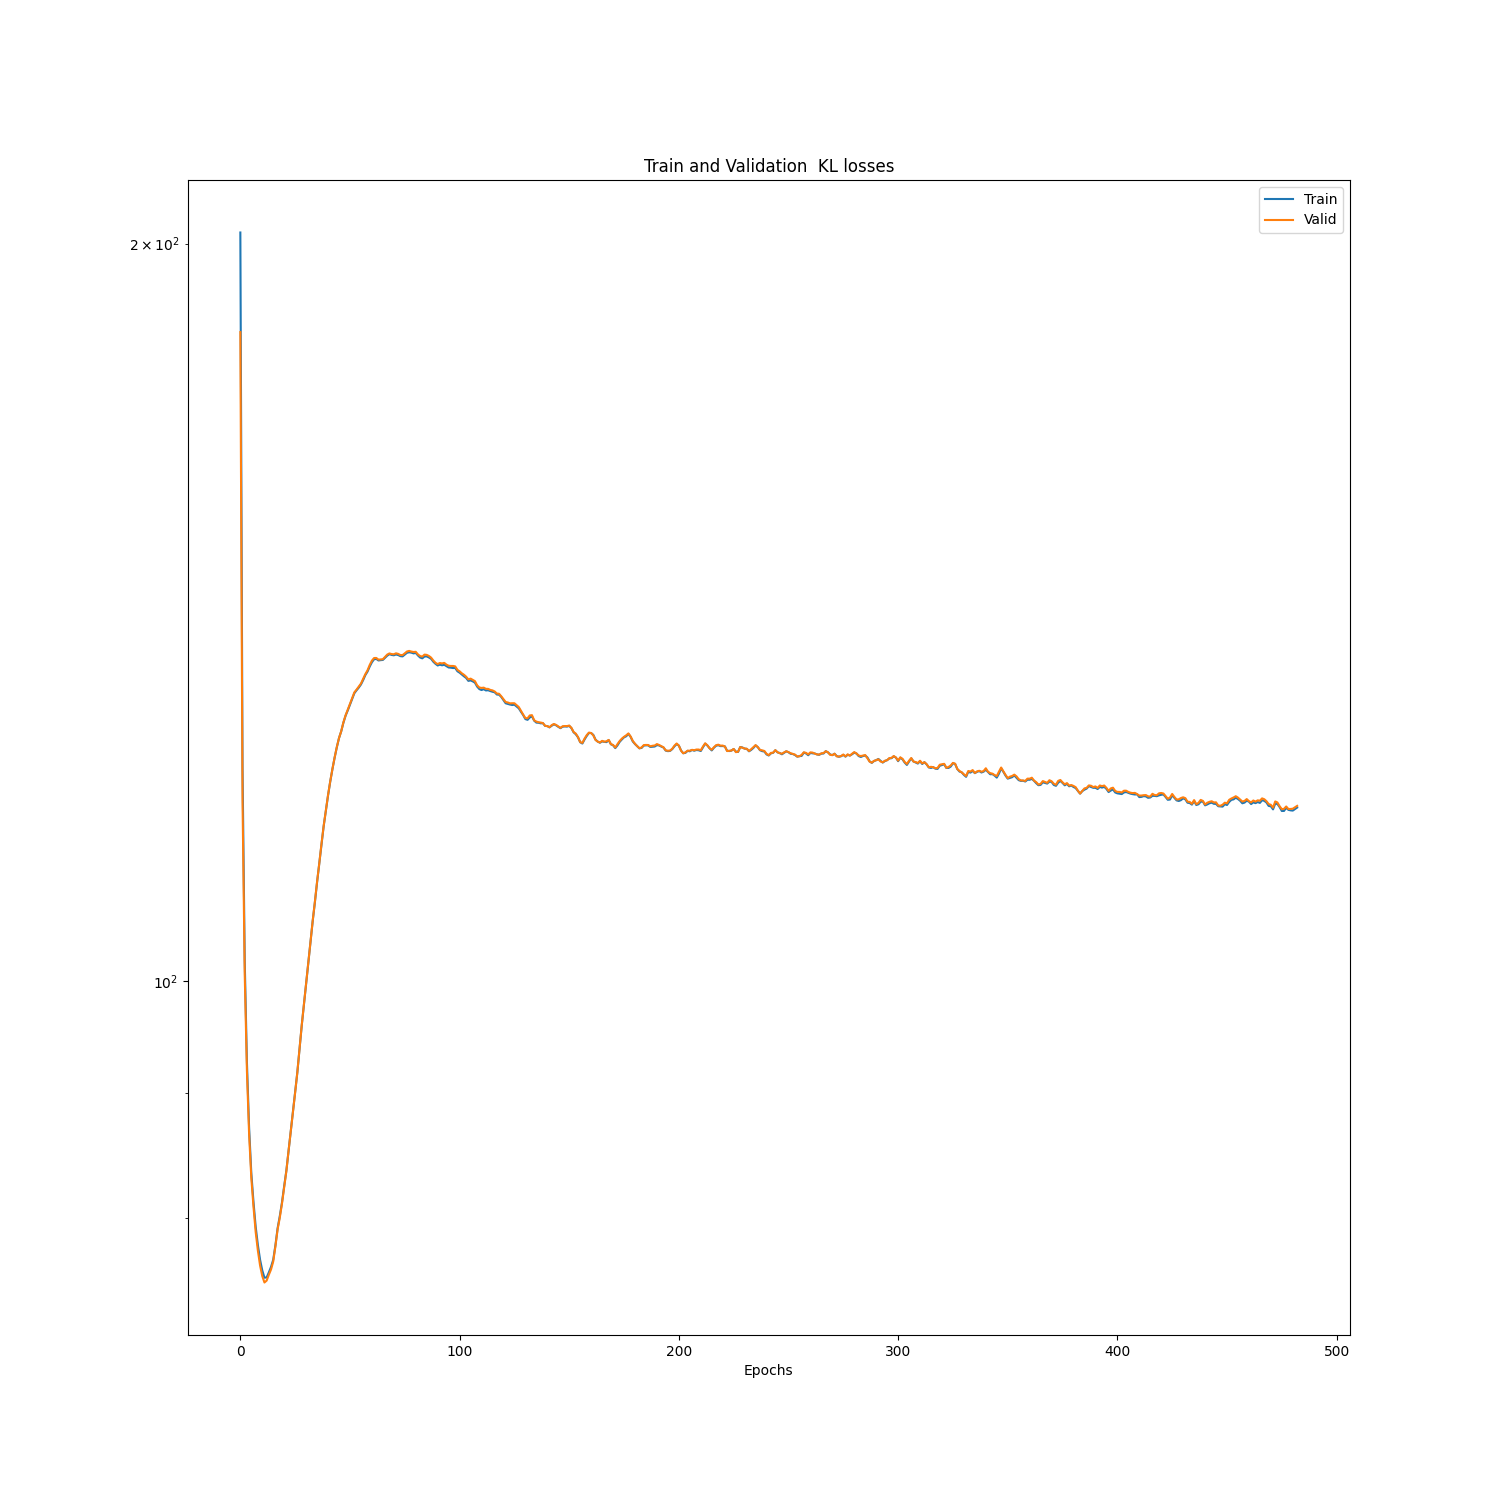 Train and Validation  KL losses
Train
Valid
2 × 10²
10²
0 100 200 300 400 500
Epochs